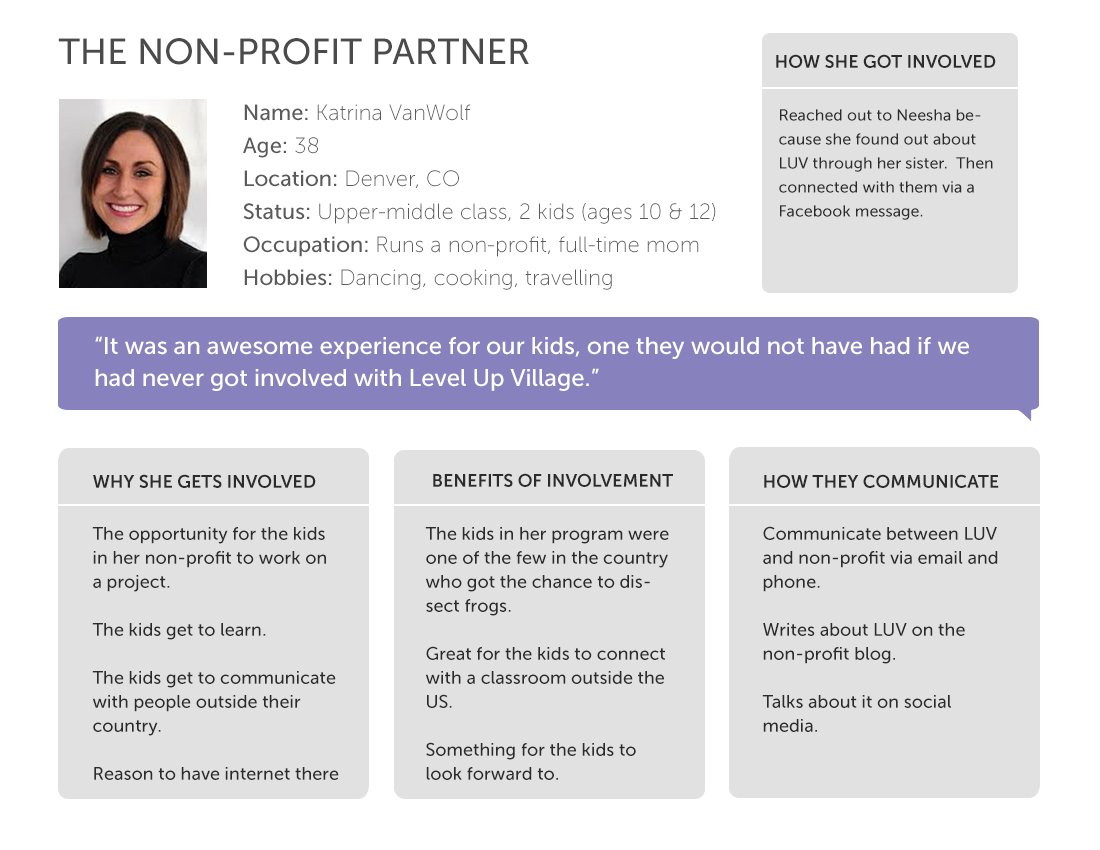 THE NON-PROFIT PARTNER
Name: Katrina VanWolf
Age: 38
Location: Denver, CO
Status: Upper-middle class, 2 kids (ages 10 & 12)
Occupation: Runs a non-profit, full-time mom
Hobbies: Dancing, cooking, travelling
HOW SHE GOT INVOLVED
Reached out to Neesha be-
cause she found out about
LUV through her sister.  Then
connected with them via a
Facebook message.
“It was an awesome experience for our kids, one they would not have had if we
had never got involved with Level Up Village.”
WHY SHE GETS INVOLVED
The opportunity for the kids
in her non-profit to work on
a project.
The kids get to learn.
The kids get to communicate
with people outside their
country.
Reason to have internet there
BENEFITS OF INVOLVEMENT
The kids in her program were
one of the few in the country
who got the chance to dis-
sect frogs.
Great for the kids to connect
with a classroom outside the
US.
Something for the kids to
look forward to.
HOW THEY COMMUNICATE
Communicate between LUV
and non-profit via email and
phone.
Writes about LUV on the
non-profit blog.
Talks about it on social
media.